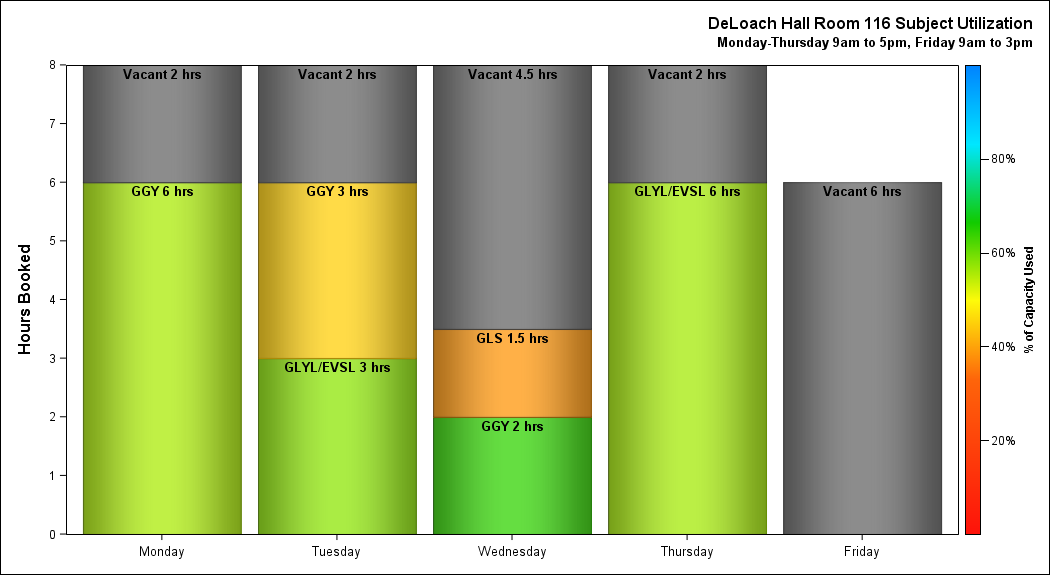 DeLoach Hall Room 116 Subject Utilization
Monday-Thursday 9am to 5pm, Friday 9am to 3pm
Hours Booked
8
7
6
5
4
3
2
1
0
Vacant 2 hrs
GGY 6 hrs
Vacant 2 hrs
GGY 3 hrs
GLYL/EVSL 3 hrs
Vacant 4.5 hrs
GLS 1.5 hrs
GGY 2 hrs
Vacant 2 hrs
GLYL/EVSL 6 hrs
Vacant 6 hrs
Monday
Tuesday
Wednesday
Thursday
Friday
80%
60%
40%
20%
% of Capacity Used